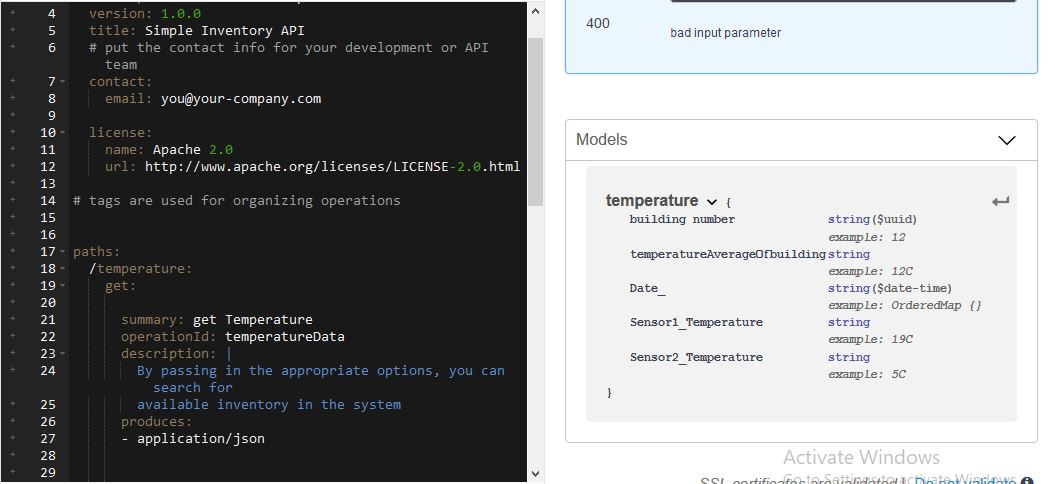 4 version: 1.0.0
5 title: Simple Inventory API
6 # put the contact info for your development or API
team
7 contact:
8 email: you@your-company.com
9
10 license:
11 name: Apache 2.0
12 url: http://www.apache.org/licenses/LICENSE-2.0.html
13
14 # tags are used for organizing operations
15
16
17 paths:
18 /temperature:
19 get:
20
21 summary: get Temperature
22 operationId: temperatureData
23 description: |
24 By passing in the appropriate options, you can
search for
25 available inventory in the system
26 produces:
27 - application/json
28
29
400 bad input parameter
Models
temperature {
building number string($uuid)
example: 12
temperatureAverageOfbuilding string
example: 12C
Date_ string($date-time)
example: OrderedMap {}
Sensor1_Temperature string
example: 19C
Sensor2_Temperature string
example: 5C
}
Activate Windows
Go to Settings to activate Windows.
SSL certificates are validated. Do not validate